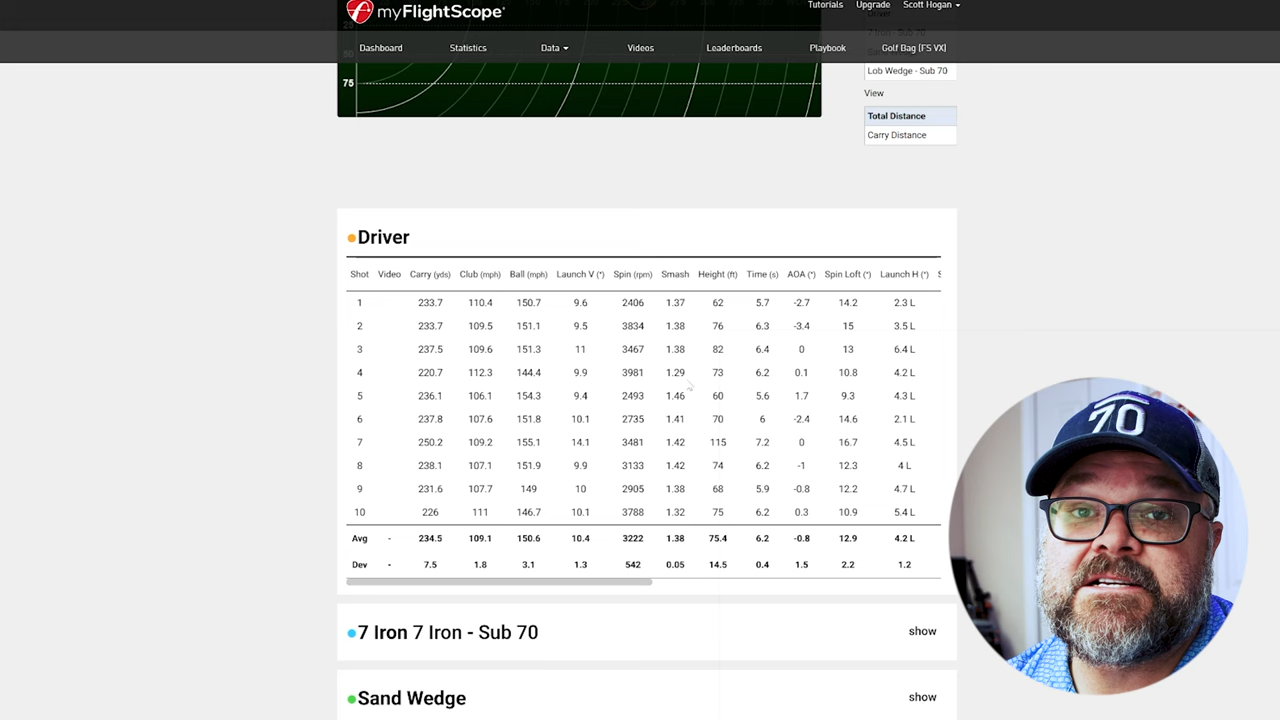 myFlightScope
Tutorials Upgrade Scott Hogan
Driver
7 Iron - Sub 70
Dashboard Statistics Data Videos Leaderboards Playbook Golf Bag (FS VX)
Lob Wedge - Sub 70
75
View
Total Distance
Carry Distance
Driver
Shot Video Carry (yds) Club (mph) Ball (mph) Launch V (°) Spin (rpm) Smash Height (ft) Time (s) AOA (°) Spin Loft (°) Launch H (°) S
1 233.7 110.4 150.7 9.6 2406 1.37 62 5.7 -2.7 14.2 2.3 L
2 233.7 109.5 151.1 9.5 3834 1.38 76 6.3 -3.4 15 3.5 L
3 237.5 109.6 151.3 11 3467 1.38 82 6.4 0 13 6.4 L
4 220.7 112.3 144.4 9.9 3981 1.29 73 6.2 0.1 10.8 4.2 L
5 236.1 106.1 154.3 9.4 2493 1.46 60 5.6 1.7 9.3 4.3 L
6 237.8 107.6 151.8 10.1 2735 1.41 70 6 -2.4 14.6 2.1 L
7 250.2 109.2 155.1 14.1 3481 1.42 115 7.2 0 16.7 4.5 L
8 238.1 107.1 151.9 9.9 3133 1.42 74 6.2 -1 12.3 4 L
9 231.6 107.7 149 10 2905 1.38 68 5.9 -0.8 12.2 4.7 L
10 226 111 146.7 10.1 3788 1.32 75 6.2 0.3 10.9 5.4 L
Avg - 234.5 109.1 150.6 10.4 3222 1.38 75.4 6.2 -0.8 12.9 4.2 L
Dev - 7.5 1.8 3.1 1.3 542 0.05 14.5 0.4 1.5 2.2 1.2
7 Iron 7 Iron - Sub 70 show
Sand Wedge show
70